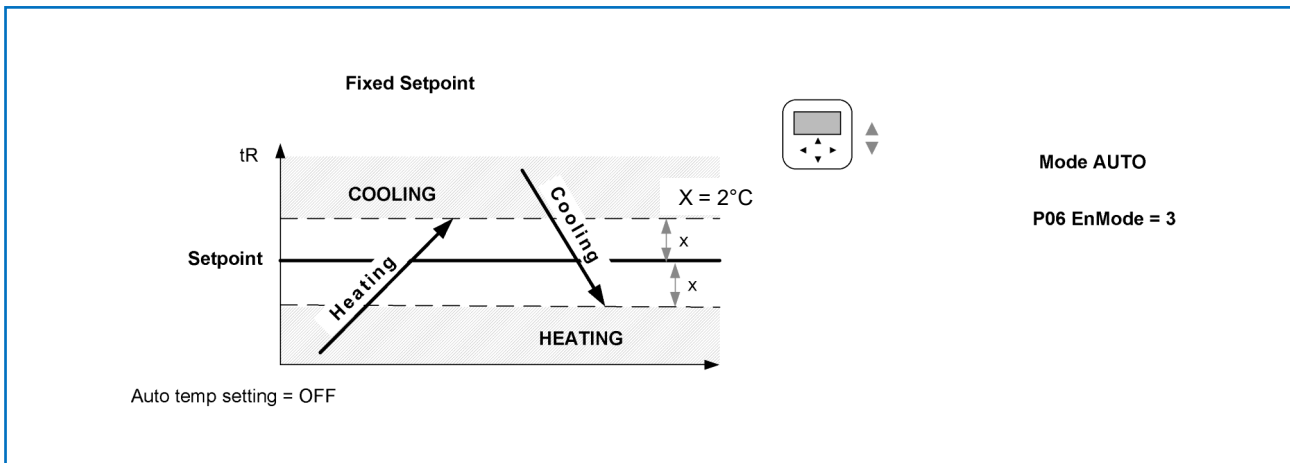 Fixed Setpoint
tR
COOLING
Cooling
X = 2°C
x
Setpoint
Heating
x
HEATING
Auto temp setting = OFF
Mode AUTO
P06 EnMode = 3